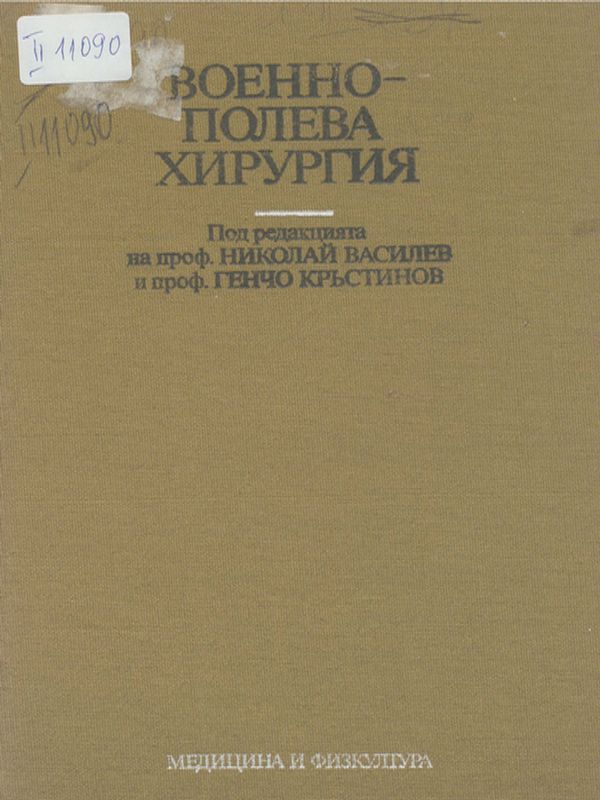 II 11090
II 11090
ВОЕННО-
ПОЛЕВА
ХИРУРГИЯ
Под редакцията
на проф. НИКОЛАЙ ВАСИЛЕВ
и проф. ГЕНЧО КРЪСТИНОВ
МЕДИЦИНА И ФИЗКУЛТУРА